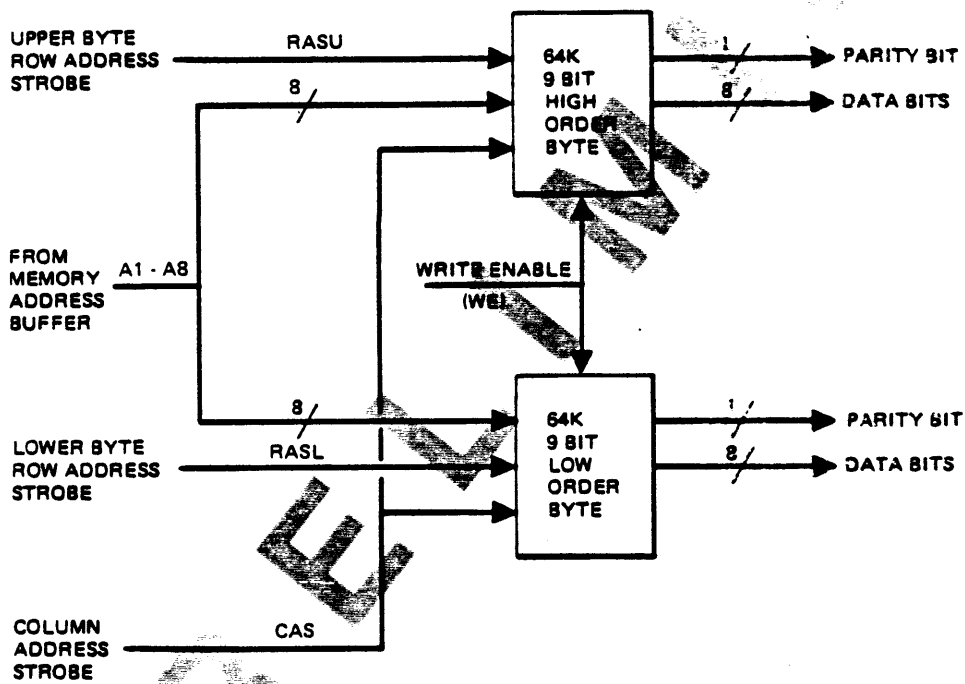 UPPER BYTE
ROW ADDRESS
STROBE
RASU
8
64K
9 BIT
HIGH
ORDER
BYTE
1
PARITY BIT
8
DATA BITS
FROM
MEMORY
ADDRESS
BUFFER
A1 - A8
WRITE ENABLE
(WE).
8
LOWER BYTE
ROW ADDRESS
STROBE
RASL
64K
9 BIT
LOW
ORDER
BYTE
1
PARITY BIT
8
DATA BITS
COLUMN
ADDRESS
STROBE
CAS